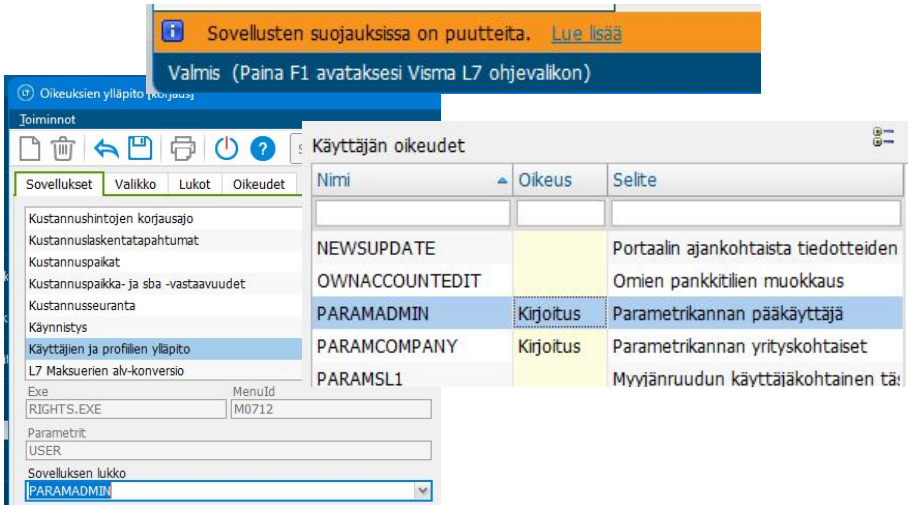 Sovellusten suojauksissa on puutteita. Lue lisää
Valmis (Paina F1 avataksesi Visma L7 ohjevalikon)
Oikeuksien ylläpito [korjaus]
Toiminnot
Sovellukset Valikko Lukot Oikeudet
Kustannushintojen korjausajo
Kustannuslaskentatapahtumat
Kustannuspaikat
Kustannuspaikka- ja sba -vastaavuudet
Kustannusseuranta
Käynnistys
Käyttäjien ja profiilien ylläpito
L7 Maksuerien alv-konversio
Exe MenuId
RIGHTS.EXE M0712
Parametrit
USER
Sovelluksen lukko
PARAMADMIN
Käyttäjän oikeudet
Nimi Oikeus Selite
NEWSUPDATE Portaalin ajankohtaista tiedotteiden
OWNACCOUNTEDIT Omien pankkitilien muokkaus
PARAMADMIN Kirjoitus Parametrikannan pääkäyttäjä
PARAMCOMPANY Kirjoitus Parametrikannan yrityskohtaiset
PARAMSL1 Myyjänruudun käyttäjäkohtainen